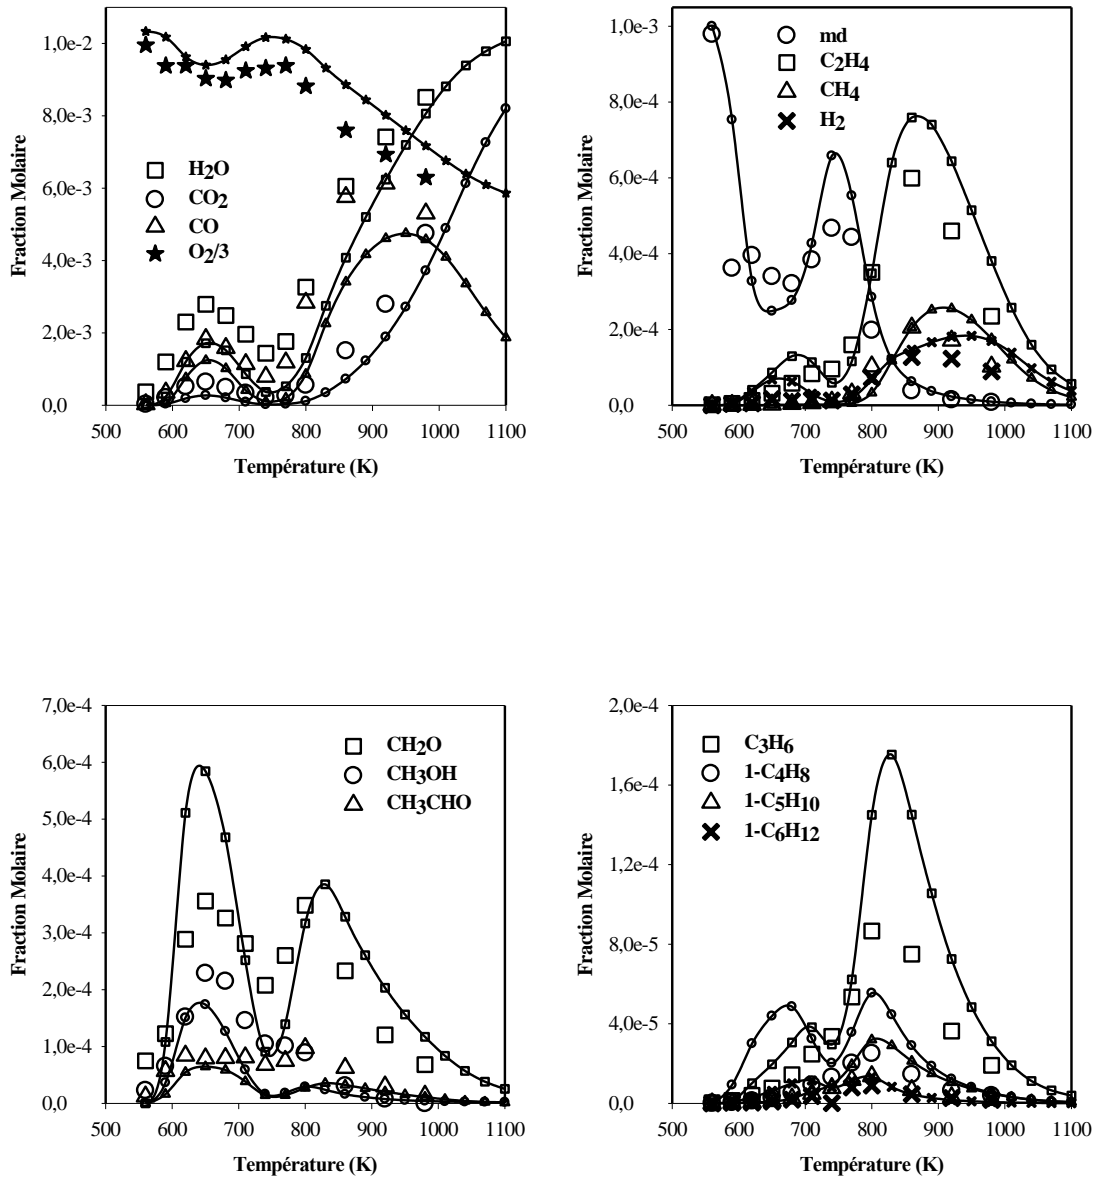 1,0e-2
8,0e-3
6,0e-3
4,0e-3
2,0e-3
0,0
Fraction Molaire
H2O
CO2
CO
O2/3
500 600 700 800 900 1000 1100
Température (K)
1,0e-3
8,0e-4
6,0e-4
4,0e-4
2,0e-4
0,0
Fraction Molaire
md
C2H4
CH4
H2
500 600 700 800 900 1000 1100
Température (K)
7,0e-4
6,0e-4
5,0e-4
4,0e-4
3,0e-4
2,0e-4
1,0e-4
0,0
Fraction Molaire
CH2O
CH3OH
CH3CHO
500 600 700 800 900 1000 1100
Température (K)
2,0e-4
1,6e-4
1,2e-4
8,0e-5
4,0e-5
0,0
Fraction Molaire
C3H6
1-C4H8
1-C5H10
1-C6H12
500 600 700 800 900 1000 1100
Température (K)